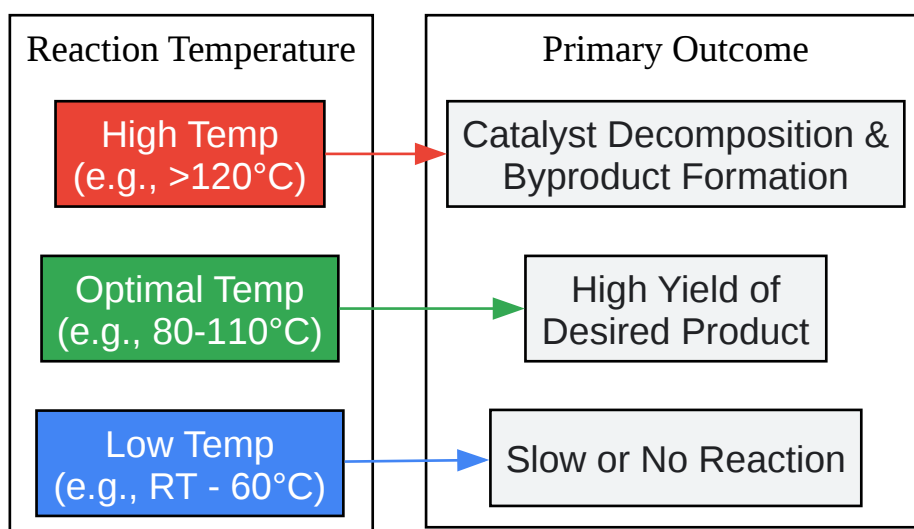 Reaction Temperature
Primary Outcome
High Temp
(e.g., >120°C)
Catalyst Decomposition &
Byproduct Formation
Optimal Temp
(e.g., 80-110°C)
High Yield of
Desired Product
Low Temp
(e.g., RT - 60°C)
Slow or No Reaction